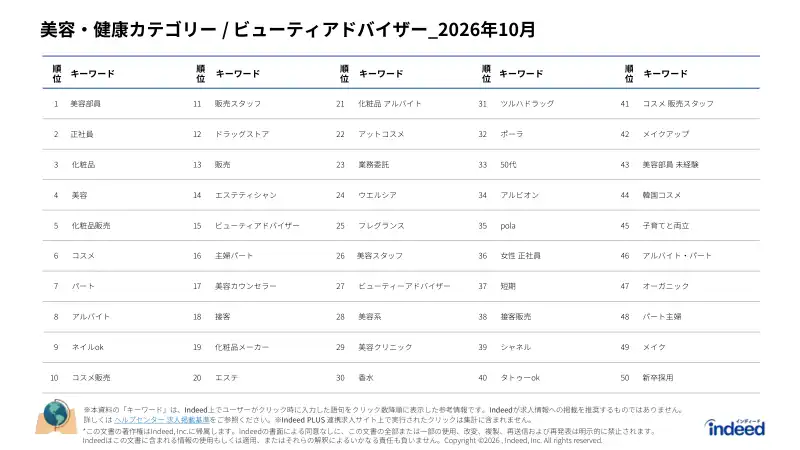 美容・健康カテゴリー / ビューティアドバイザー_2026年10月
順位 キーワード 順位 キーワード 順位 キーワード 順位 キーワード 順位 キーワード
1 美容部員 11 販売スタッフ 21 化粧品 アルバイト 31 ツルハドラッグ 41 コスメ 販売スタッフ
2 正社員 12 ドラッグストア 22 アットコスメ 32 ポーラ 42 メイクアップ
3 化粧品 13 販売 23 業務委託 33 50代 43 美容部員 未経験
4 美容 14 エステティシャン 24 ウエルシア 34 アルビオン 44 韓国コスメ
5 化粧品販売 15 ビューティアドバイザー 25 フレグランス 35 pola 45 子育てと両立
6 コスメ 16 主婦パート 26 美容スタッフ 36 女性 正社員 46 アルバイト・パート
7 パート 17 美容カウンセラー 27 ビューティーアドバイザー 37 短期 47 オーガニック
8 アルバイト 18 接客 28 美容系 38 接客販売 48 パート主婦
9 ネイルok 19 化粧品メーカー 29 美容クリニック 39 シャネル 49 メイク
10 コスメ販売 20 エステ 30 香水 40 タトゥーok 50 新卒採用
※本資料の「キーワード」は、Indeed上でユーザーがクリック時に入力した語句をクリック数降順に表示した参考情報です。Indeedが求人情報への掲載を推奨するものではありません。
詳しくは ヘルプセンター 求人掲載基準をご参照ください。※Indeed PLUS 連携求人サイト上で実行されたクリックは集計に含まれません。
*この文書の著作権はIndeed, Inc.に帰属します。Indeedの書面による同意なしに、この文書の全部または一部の使用、改変、複製、再送信および再発表は明示的に禁止されます。
Indeedはこの文書に含まれる情報の使用もしくは適用、またはそれらの解釈によるいかなる責任も負いません。Copyright ©2026 , Indeed, Inc. All rights reserved.
インディード
indeed